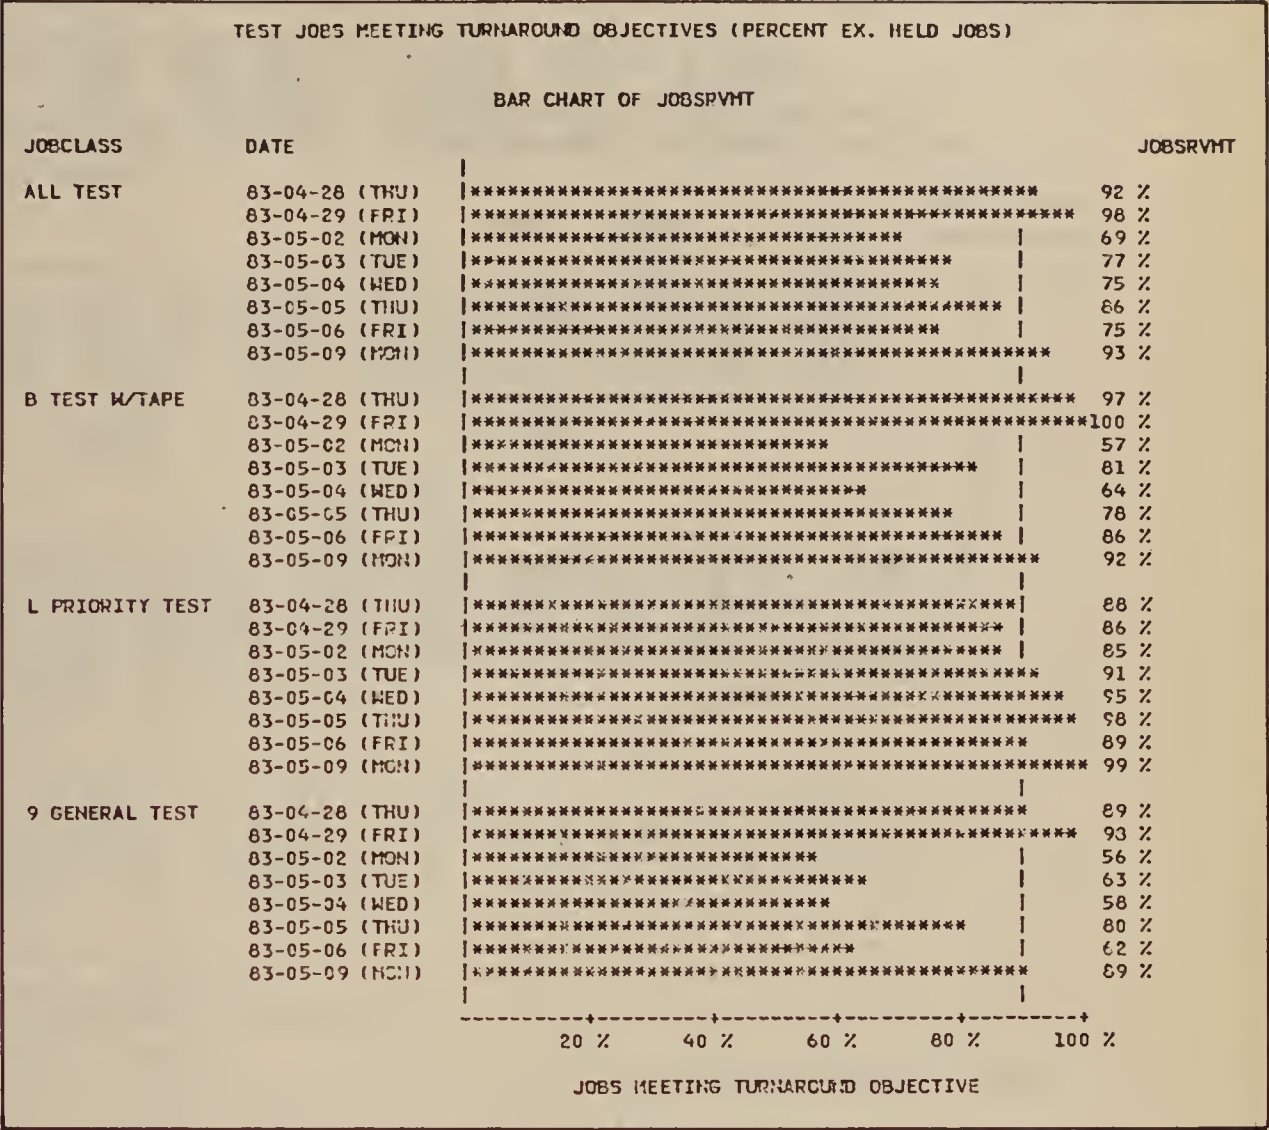 TEST JOBS MEETING TURNAROUND OBJECTIVES (PERCENT EX. HELD JOBS)
BAR CHART OF JOBSRVMT
JOBCLASS DATE JOBSRVMT
ALL TEST 83-04-28 (THU) 92 %
83-04-29 (FRI) 98 %
83-05-02 (MON) 69 %
83-05-03 (TUE) 77 %
83-05-04 (WED) 75 %
83-05-05 (THU) 86 %
83-05-06 (FRI) 75 %
83-05-09 (MON) 93 %
B TEST W/TAPE 83-04-28 (THU) 97 %
83-04-29 (FRI) 100 %
83-05-02 (MON) 57 %
83-05-03 (TUE) 81 %
83-05-04 (WED) 64 %
83-05-05 (THU) 78 %
83-05-06 (FRI) 86 %
83-05-09 (MON) 92 %
L PRIORITY TEST 83-04-28 (THU) 88 %
83-04-29 (FRI) 86 %
83-05-02 (MON) 85 %
83-05-03 (TUE) 91 %
83-05-04 (WED) 95 %
83-05-05 (THU) 98 %
83-05-06 (FRI) 89 %
83-05-09 (MON) 99 %
9 GENERAL TEST 83-04-28 (THU) 89 %
83-04-29 (FRI) 98 %
83-05-02 (MON) 56 %
83-05-03 (TUE) 63 %
83-05-04 (WED) 58 %
83-05-05 (THU) 80 %
83-05-06 (FRI) 62 %
83-05-09 (MON) 89 %
20 % 40 % 60 % 80 % 100 %
JOBS MEETING TURNAROUND OBJECTIVE